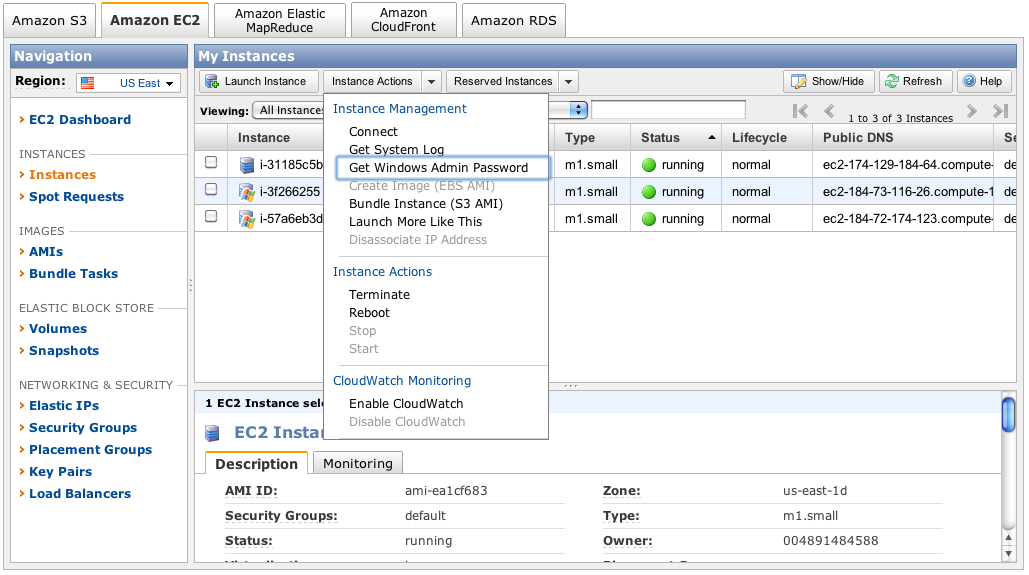 Amazon S3
Amazon EC2
Amazon Elastic
MapReduce
Amazon
CloudFront
Amazon RDS
Navigation
Region:
US East
EC2 Dashboard
INSTANCES
Instances
Spot Requests
IMAGES
AMIs
Bundle Tasks
ELASTIC BLOCK STORE
Volumes
Snapshots
NETWORKING & SECURITY
Elastic IPs
Security Groups
Placement Groups
Key Pairs
Load Balancers
My Instances
Launch Instance
Instance Actions
Reserved Instances
Show/Hide
Refresh
Help
Viewing:
All Instances
1 to 3 of 3 Instances
Instance
Type
Status
Lifecycle
Public DNS
Se
i-31185c5b
m1.small
running
normal
ec2-174-129-184-64.compute-
de
i-3f266255
m1.small
running
normal
ec2-184-73-116-26.compute-1
de
i-57a6eb3d
m1.small
running
normal
ec2-184-72-174-123.compute-
de
Instance Management
Connect
Get System Log
Get Windows Admin Password
Create Image (EBS AMI)
Bundle Instance (S3 AMI)
Launch More Like This
Disassociate IP Address
Instance Actions
Terminate
Reboot
Stop
Start
CloudWatch Monitoring
Enable CloudWatch
Disable CloudWatch
1 EC2 Instance sele
EC2 Insta
Description
Monitoring
AMI ID:
ami-ea1cf683
Zone:
us-east-1d
Security Groups:
default
Type:
m1.small
Status:
running
Owner:
004891484588